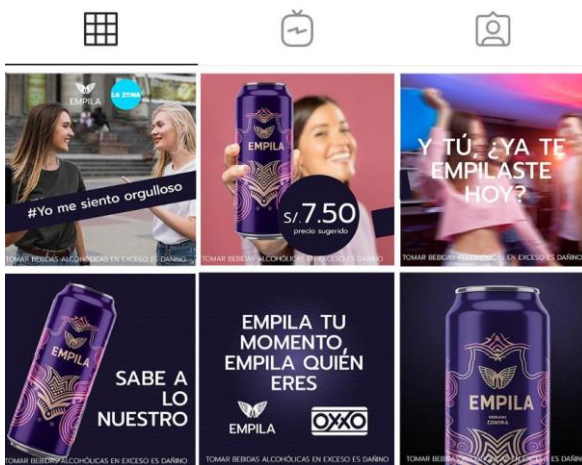 EMPILA
LA ZONA
#Yo me siento orgulloso
TOMAR BEBIDAS ALCOHÓLICAS EN EXCESO ES DAÑINO
EMPILA
S/.7.50
precio sugerido
TOMAR BEBIDAS ALCOHÓLICAS EN EXCESO ES DAÑINO
Y TÚ, ¿YA TE
EMPILASTE
HOY?
TOMAR BEBIDAS ALCOHÓLICAS EN EXCESO ES DAÑINO
EMPILA
SABE A
LO
NUESTRO
TOMAR BEBIDAS ALCOHÓLICAS EN EXCESO ES DAÑINO
EMPILA TU
MOMENTO,
EMPILA QUIÉN
ERES
EMPILA
OXXO
TOMAR BEBIDAS ALCOHÓLICAS EN EXCESO ES DAÑINO
EMPILA
TOMAR BEBIDAS ALCOHÓLICAS EN EXCESO ES DAÑINO